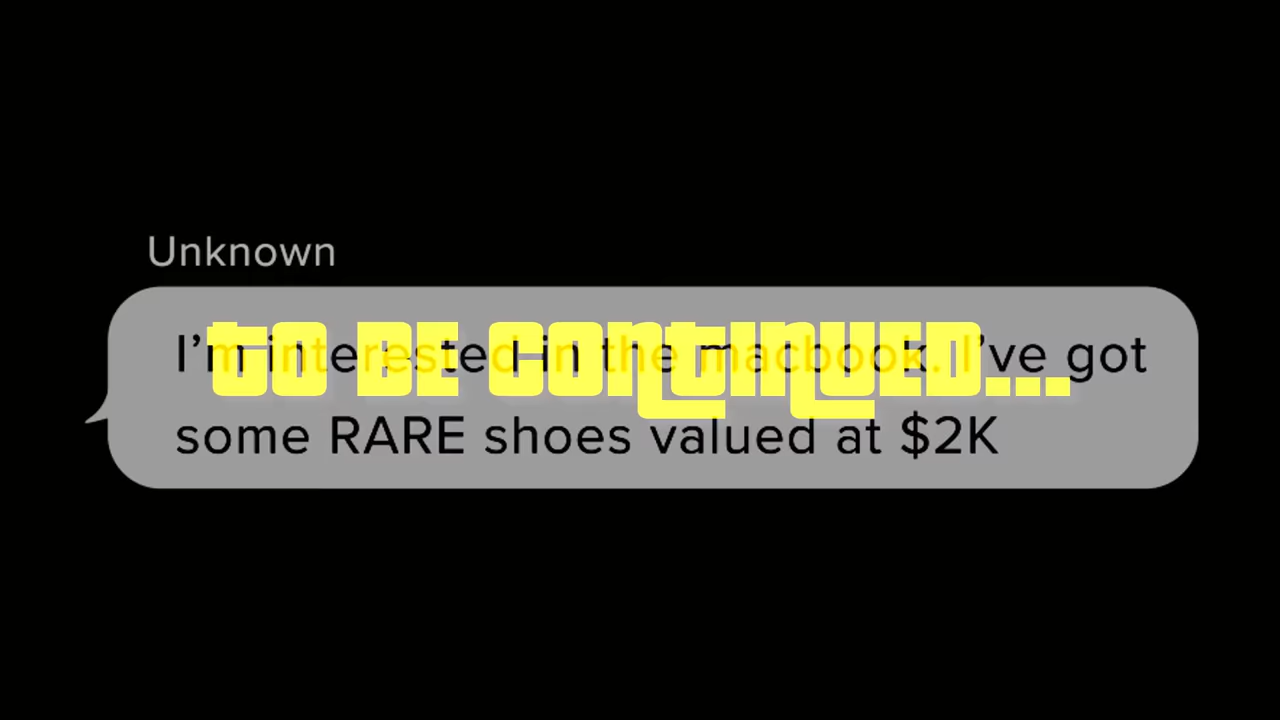 Unknown
I'm interested in the macbook. I've got
some RARE shoes valued at $2K
TO BE CONTINUED...